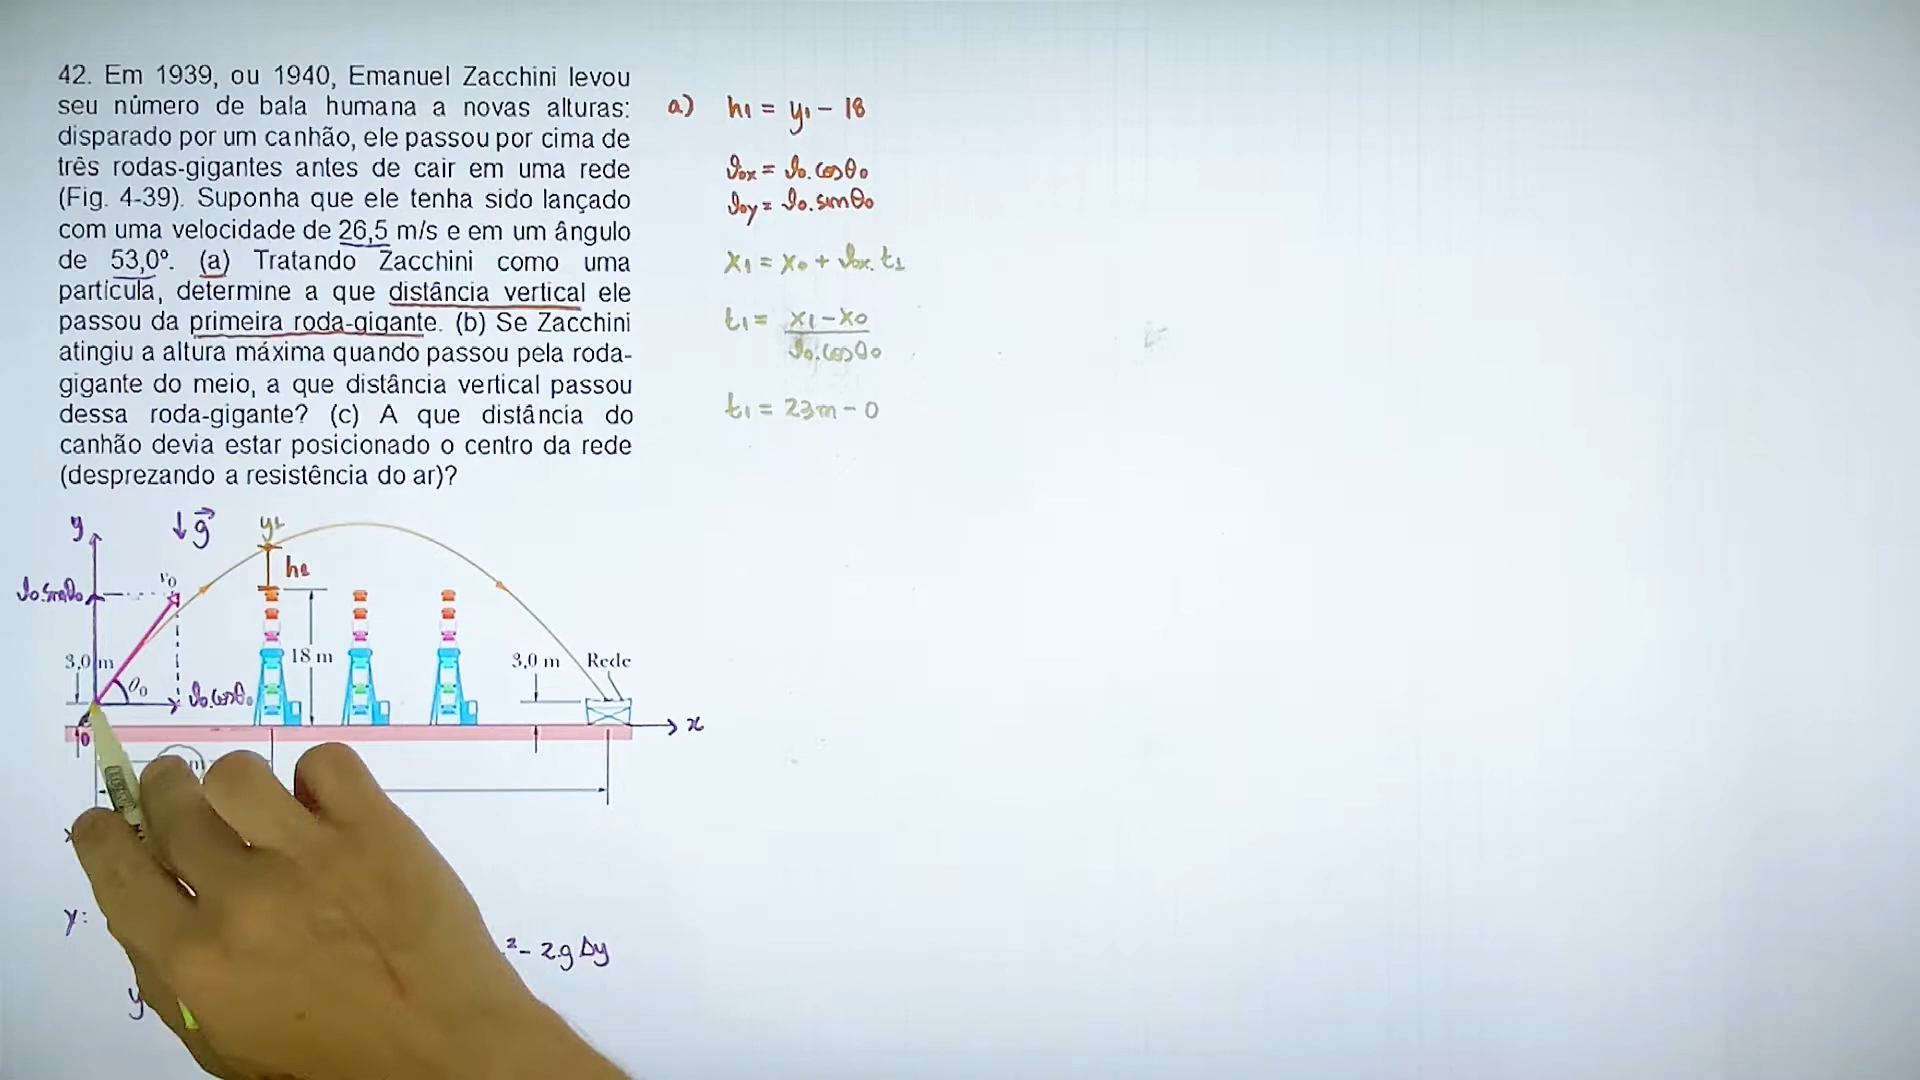 42. Em 1939, ou 1940, Emanuel Zacchini levou
seu número de bala humana a novas alturas:
disparado por um canhão, ele passou por cima de
três rodas-gigantes antes de cair em uma rede
(Fig. 4-39). Suponha que ele tenha sido lançado
com uma velocidade de 26,5 m/s e em um ângulo
de 53,0º. (a) Tratando Zacchini como uma
partícula, determine a que distância vertical ele
passou da primeira roda-gigante. (b) Se Zacchini
atingiu a altura máxima quando passou pela roda-
gigante do meio, a que distância vertical passou
dessa roda-gigante? (c) A que distância do
canhão devia estar posicionado o centro da rede
(desprezando a resistência do ar)?
a) h₁ = y₁ − 18
v₀ₓ = v₀.cosθ₀
v₀y = v₀.senθ₀
x₁ = x₀ + v₀ₓ.t₁
t₁ = x₁ − x₀
v₀.cosθ₀
t₁ = 23m − 0
y
g
y₁
h₁
v₀.senθ₀
v₀
3,0 m
θ₀
v₀.cosθ₀
18 m
3,0 m
Rede
x
0
y:
² − 2g Δy
y